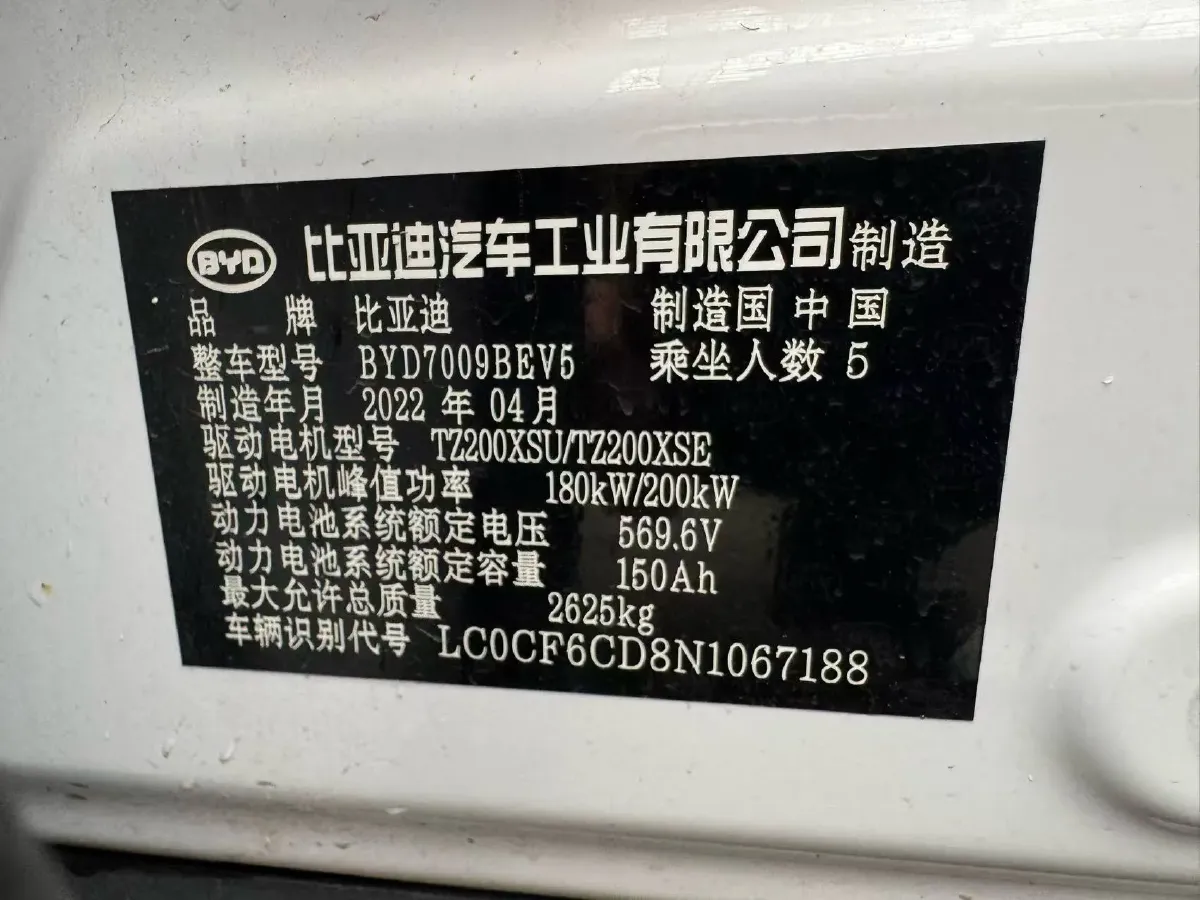 BYD 比亚迪汽车工业有限公司制造
品 牌 比亚迪 制造国 中国
整车型号 BYD7009BEV5 乘坐人数 5
制造年月 2022 年 04月
驱动电机型号 TZ200XSU/TZ200XSE
驱动电机峰值功率 180kW/200kW
动力电池系统额定电压 569.6V
动力电池系统额定容量 150Ah
最大允许总质量 2625kg
车辆识别代号 LC0CF6CD8N1067188